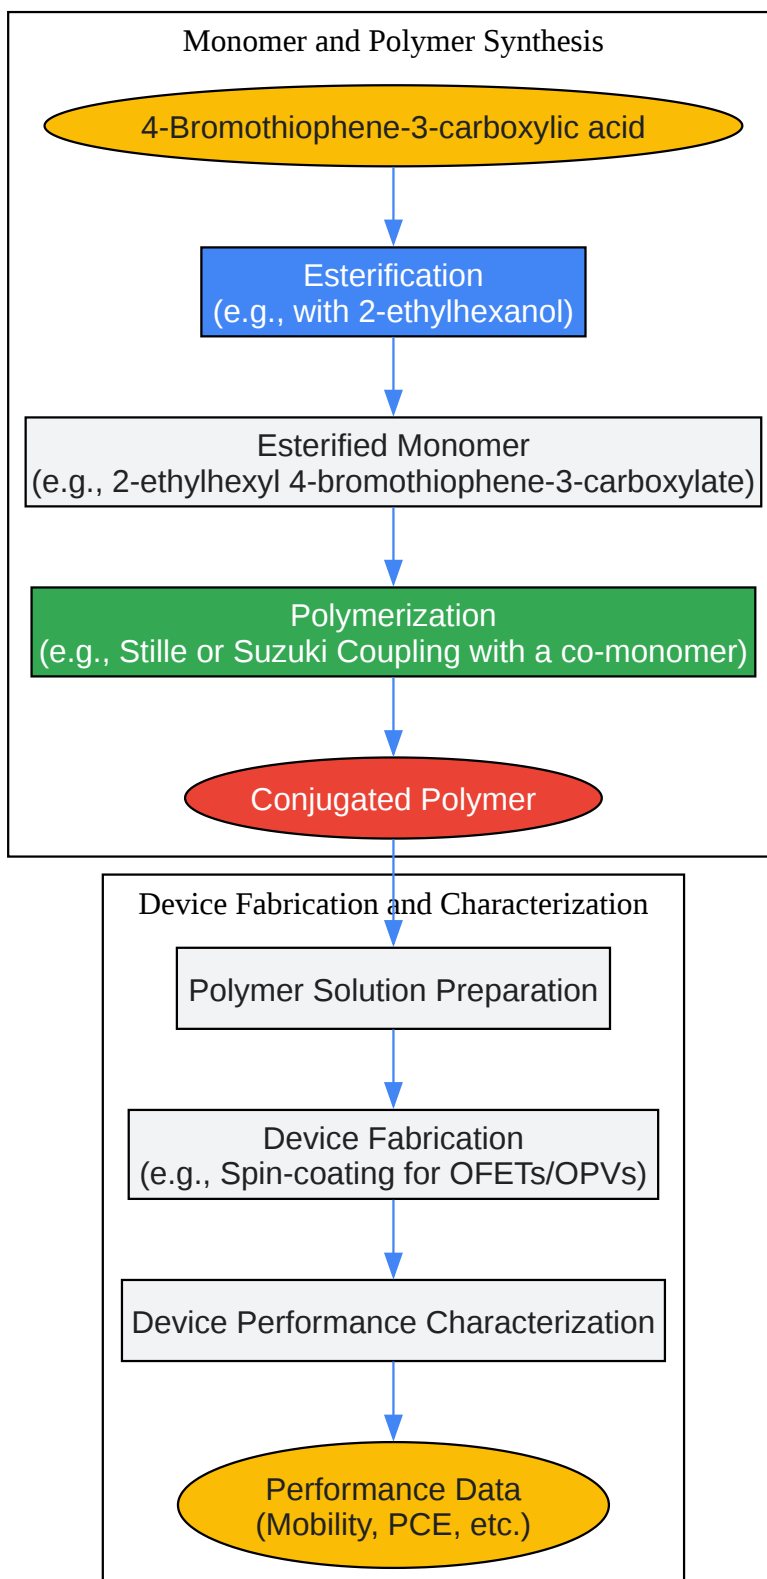 Monomer and Polymer Synthesis
4-Bromothiophene-3-carboxylic acid
Esterification
(e.g., with 2-ethylhexanol)
Esterified Monomer
(e.g., 2-ethylhexyl 4-bromothiophene-3-carboxylate)
Polymerization
(e.g., Stille or Suzuki Coupling with a co-monomer)
Conjugated Polymer
Device Fabrication and Characterization
Polymer Solution Preparation
Device Fabrication
(e.g., Spin-coating for OFETs/OPVs)
Device Performance Characterization
Performance Data
(Mobility, PCE, etc.)